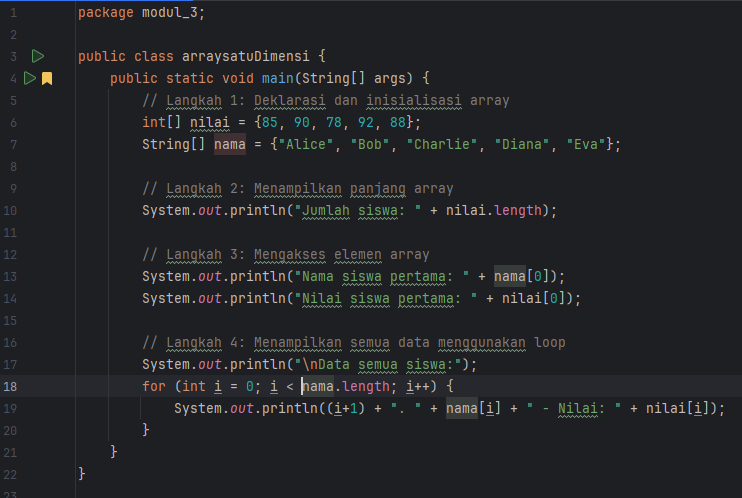 1 package modul_3;
2
3 public class arraysatuDimensi {
4 public static void main(String[] args) {
5 // Langkah 1: Deklarasi dan inisialisasi array
6 int[] nilai = {85, 90, 78, 92, 88};
7 String[] nama = {"Alice", "Bob", "Charlie", "Diana", "Eva"};
8
9 // Langkah 2: Menampilkan panjang array
10 System.out.println("Jumlah siswa: " + nilai.length);
11
12 // Langkah 3: Mengakses elemen array
13 System.out.println("Nama siswa pertama: " + nama[0]);
14 System.out.println("Nilai siswa pertama: " + nilai[0]);
15
16 // Langkah 4: Menampilkan semua data menggunakan loop
17 System.out.println("\nData semua siswa:");
18 for (int i = 0; i < nama.length; i++) {
19 System.out.println((i+1) + ". " + nama[i] + " - Nilai: " + nilai[i]);
20 }
21 }
22 }
23